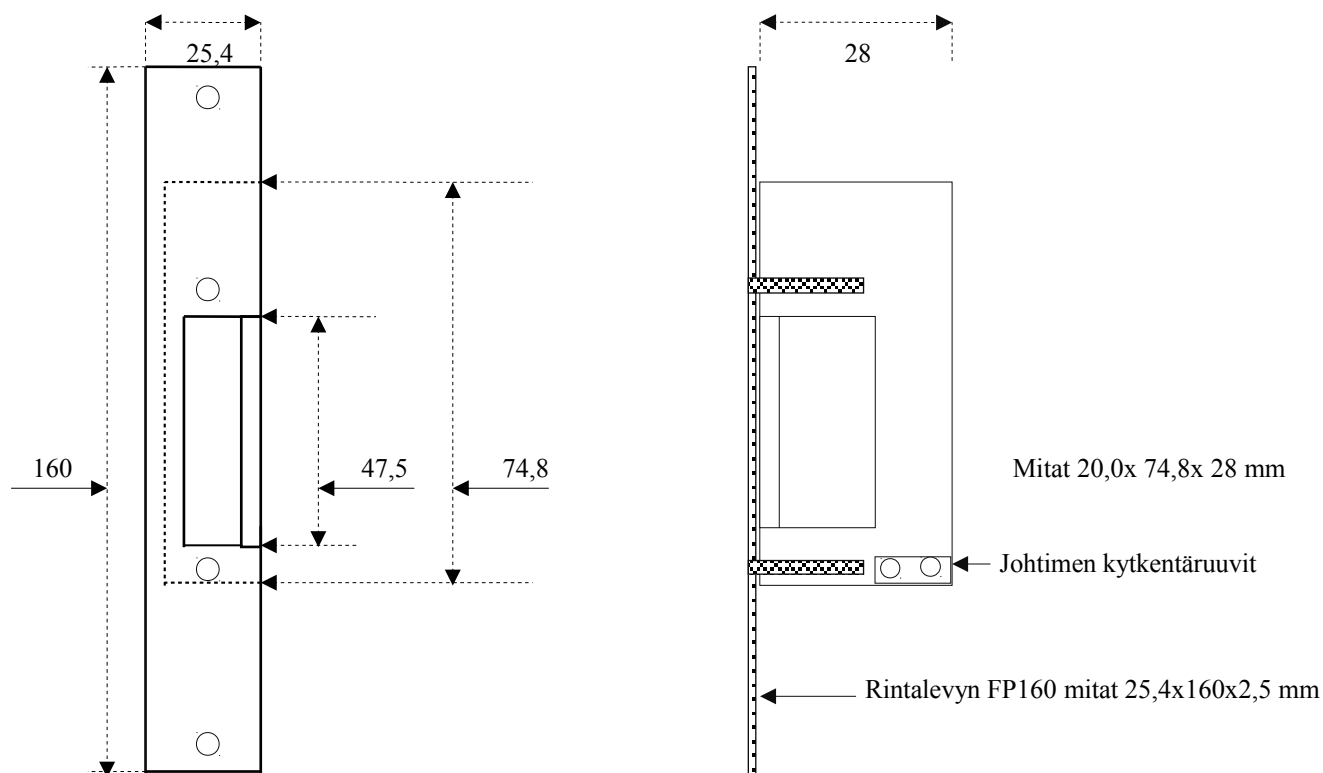 25,4
28
160
47,5
74,8
Mitat 20,0x 74,8x 28 mm
Johtimen kytkentäruuvit
Rintalevyn FP160 mitat 25,4x160x2,5 mm